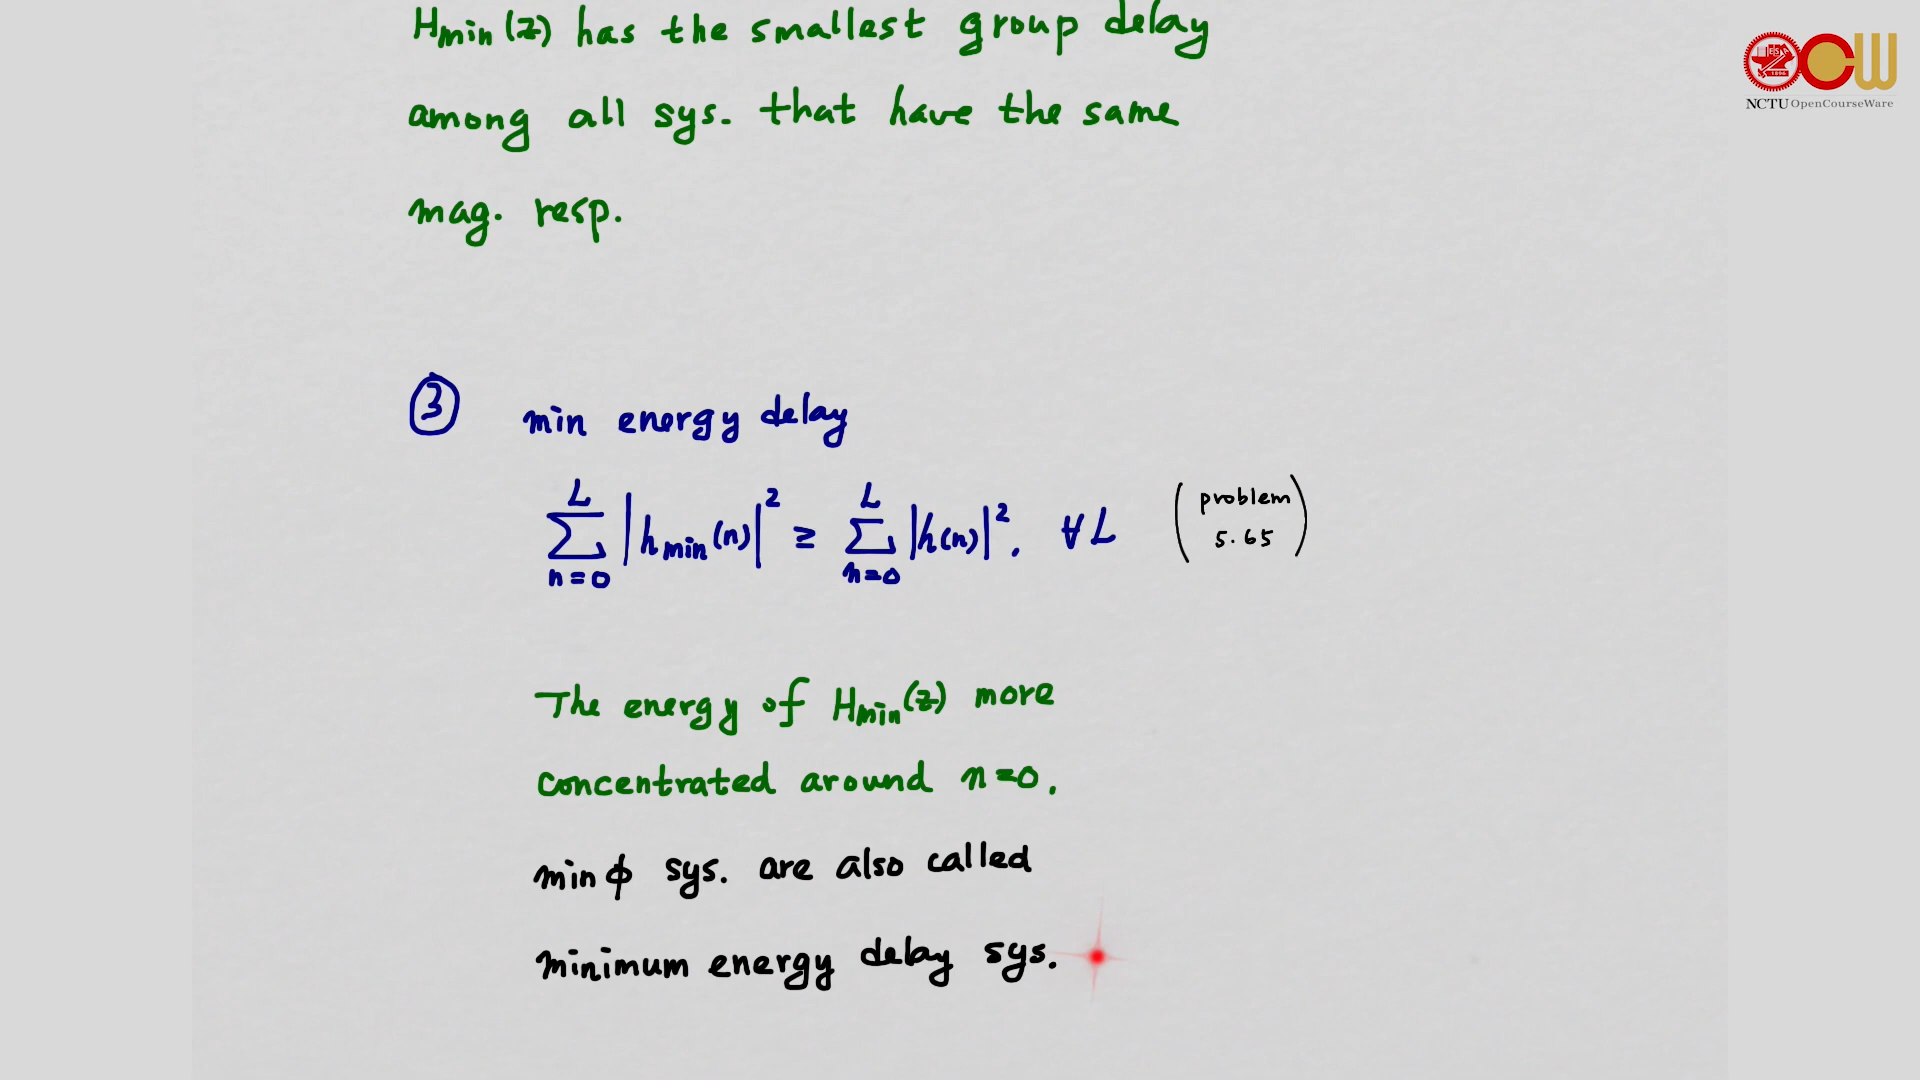 Hmin(z) has the smallest group delay
among all sys. that have the same
mag. resp.
③ min energy delay
∑_{n=0}^{L} |h_min(n)|² ≥ ∑_{n=0}^{L} |h(n)|². ∀L (problem 5.65)
The energy of Hmin(z) more
concentrated around n=0.
min ϕ sys. are also called
minimum energy delay sys.
OCW
NCTU OpenCourseWare